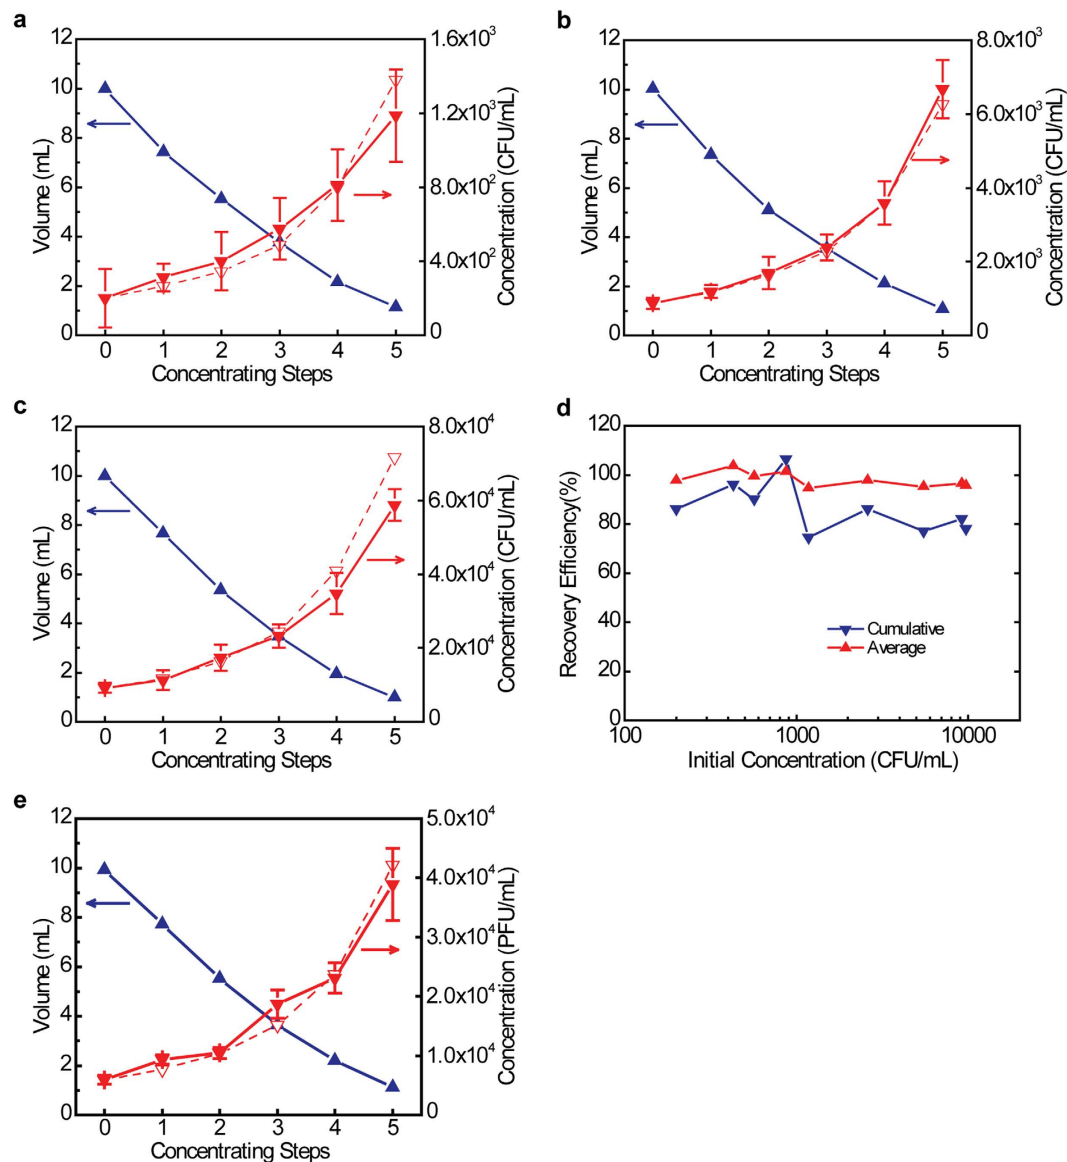 a
12
10
8
6
4
2
0
Volume (mL)
0 1 2 3 4 5
Concentrating Steps
1.6x10³
1.2x10³
8.0x10²
4.0x10²
0
Concentration (CFU/mL)
b
12
10
8
6
4
2
0
Volume (mL)
0 1 2 3 4 5
Concentrating Steps
8.0x10³
6.0x10³
4.0x10³
2.0x10³
0
Concentration (CFU/mL)
c
12
10
8
6
4
2
0
Volume (mL)
0 1 2 3 4 5
Concentrating Steps
8.0x10⁴
6.0x10⁴
4.0x10⁴
2.0x10⁴
0
Concentration (CFU/mL)
d
120
100
80
60
40
20
0
Recovery Efficiency(%)
Cumulative
Average
100 1000 10000
Initial Concentration (CFU/mL)
e
12
10
8
6
4
2
0
Volume (mL)
0 1 2 3 4 5
Concentrating Steps
5.0x10⁴
4.0x10⁴
3.0x10⁴
2.0x10⁴
1.0x10⁴
0
Concentration (PFU/mL)